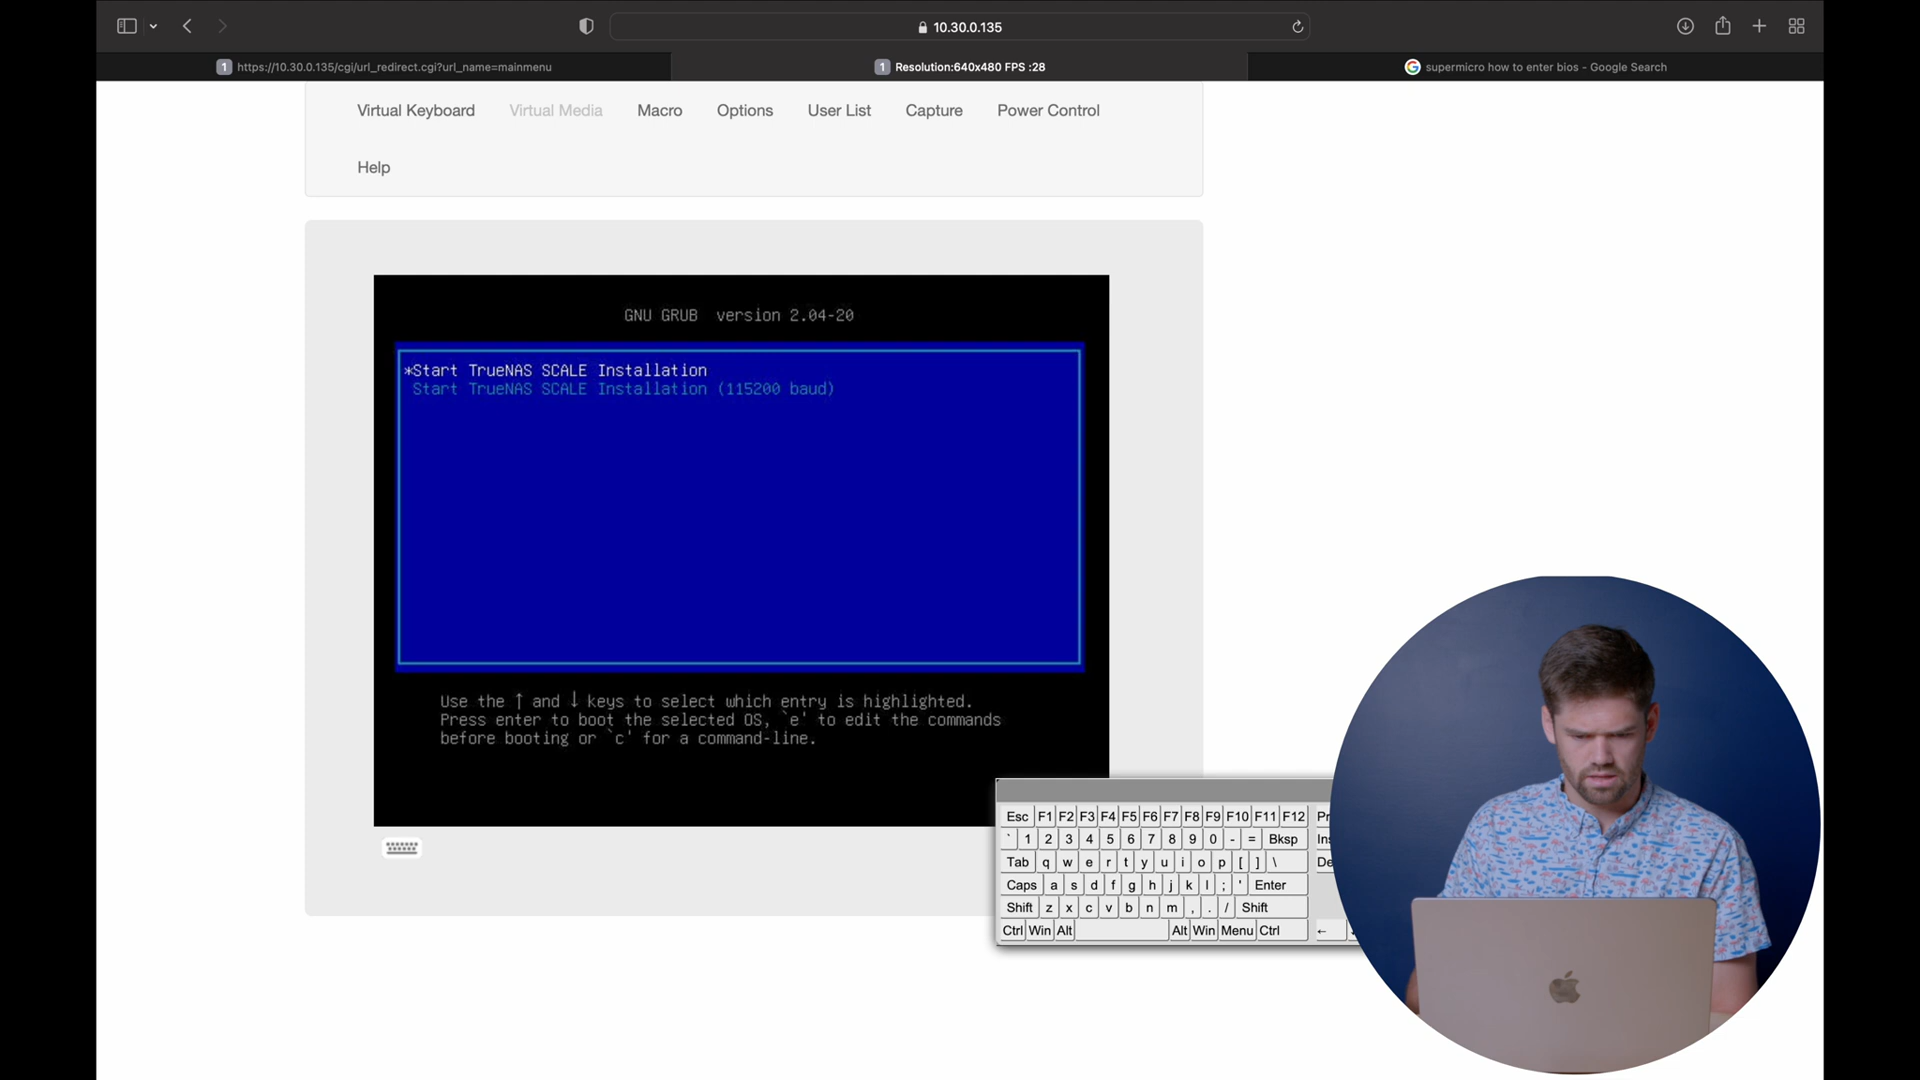 10.30.0.135
1 https://10.30.0.135/cgi/url_redirect.cgi?url_name=mainmenu
1 Resolution:640x480 FPS :28
supermicro how to enter bios - Google Search
Virtual Keyboard Virtual Media Macro Options User List Capture Power Control
Help
GNU GRUB version 2.04-20
*Start TrueNAS SCALE Installation
Start TrueNAS SCALE Installation (115200 baud)
Use the ↑ and ↓ keys to select which entry is highlighted.
Press enter to boot the selected OS, `e' to edit the commands
before booting or `c' for a command-line.
Esc F1 F2 F3 F4 F5 F6 F7 F8 F9 F10 F11 F12
` 1 2 3 4 5 6 7 8 9 0 - = Bksp
Tab q w e r t y u i o p [ ] \
Caps a s d f g h j k l ; ' Enter
Shift z x c v b n m , . / Shift
Ctrl Win Alt Alt Win Menu Ctrl ←